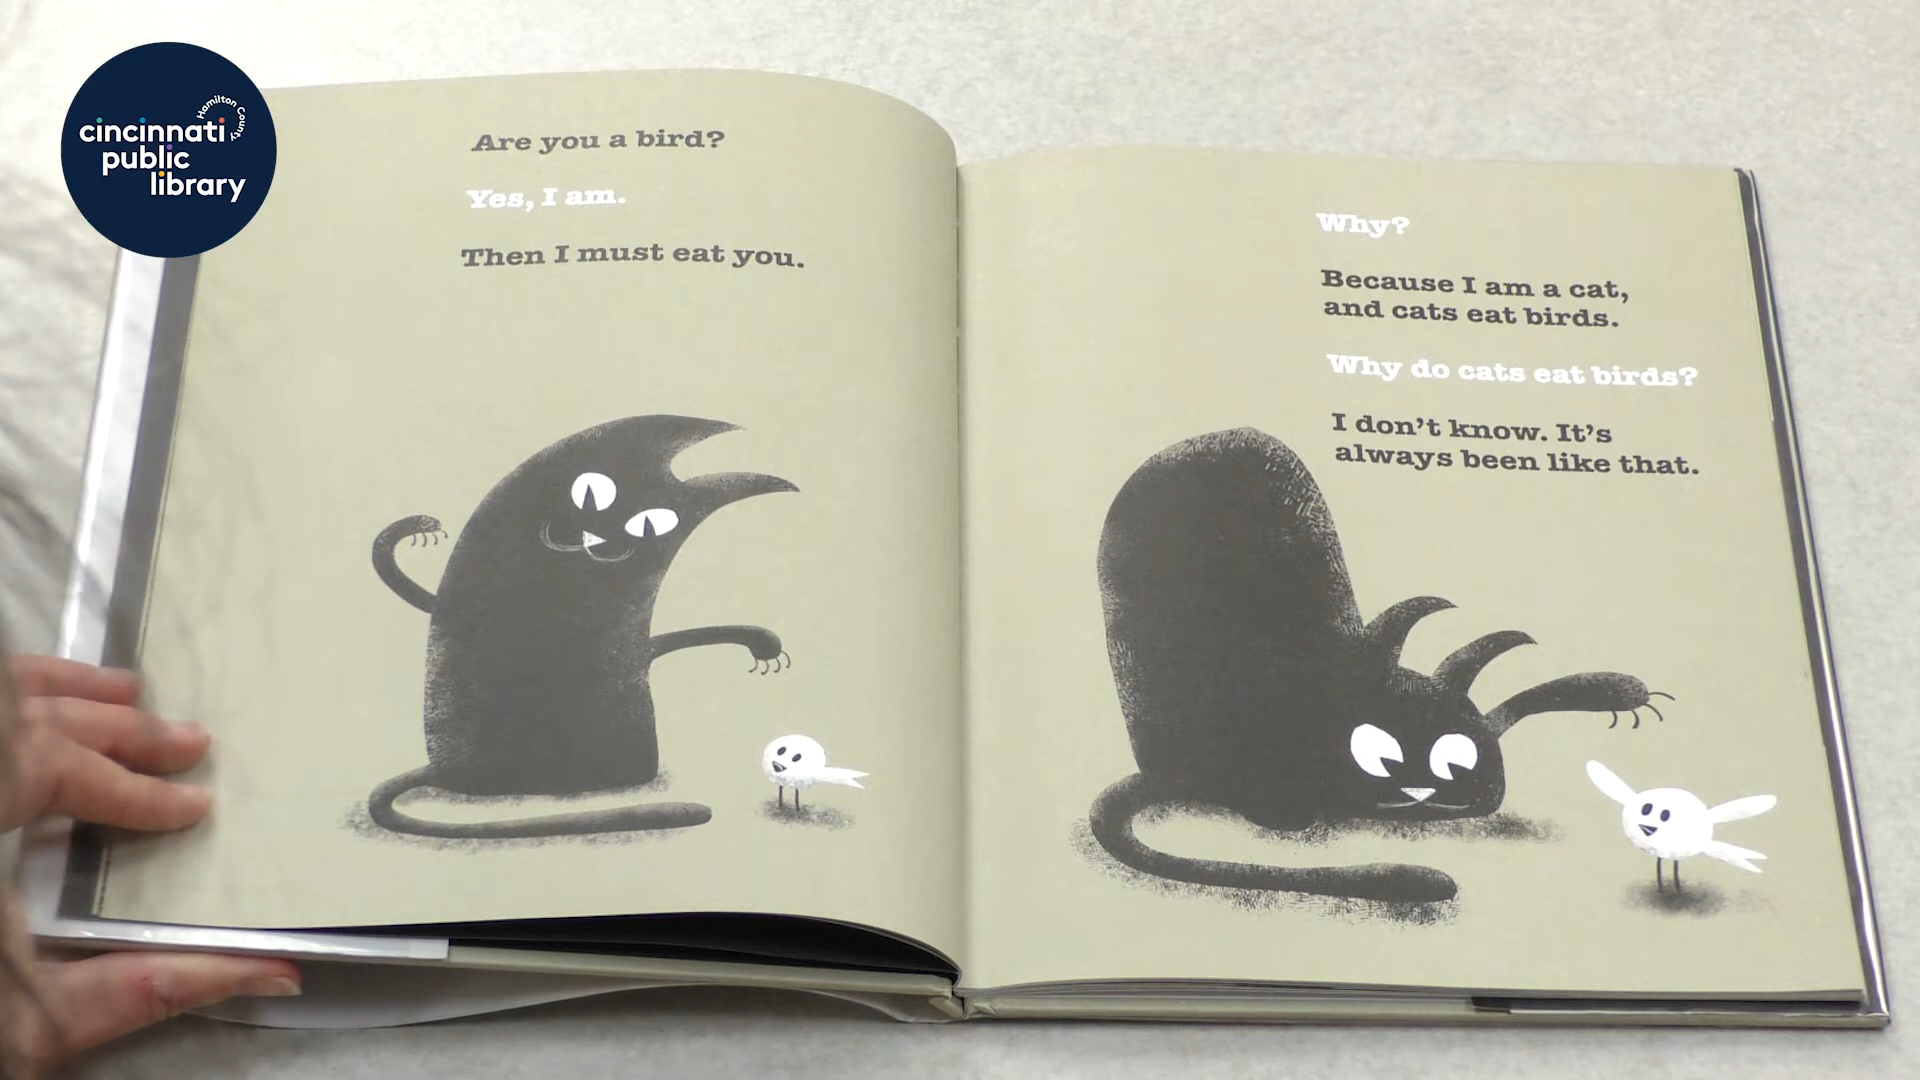 Hamilton County
cincinnati
public
library
Are you a bird?
Yes, I am.
Then I must eat you.
Why?
Because I am a cat,
and cats eat birds.
Why do cats eat birds?
I don't know. It's
always been like that.